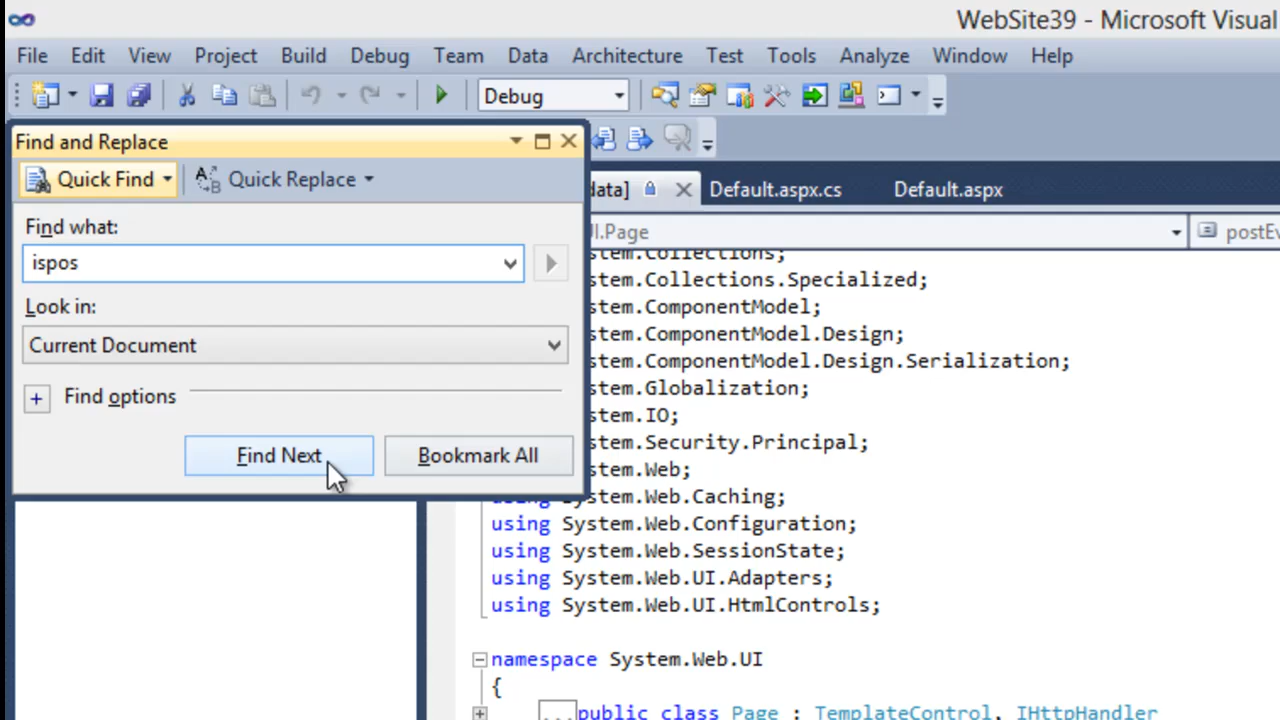 WebSite39 - Microsoft Visual
File Edit View Project Build Debug Team Data Architecture Test Tools Analyze Window Help
Debug
Find and Replace
Quick Find Quick Replace
data] Default.aspx.cs Default.aspx
Find what:
UI.Page postEv
ispos
stem.Collections;
stem.Collections.Specialized;
Look in:
stem.ComponentModel;
stem.ComponentModel.Design;
Current Document
stem.ComponentModel.Design.Serialization;
stem.Globalization;
Find options
stem.IO;
stem.Security.Principal;
Find Next Bookmark All
stem.Web;
using System.Web.Caching;
using System.Web.Configuration;
using System.Web.SessionState;
using System.Web.UI.Adapters;
using System.Web.UI.HtmlControls;
namespace System.Web.UI
{
...public class Page : TemplateControl, IHttpHandler